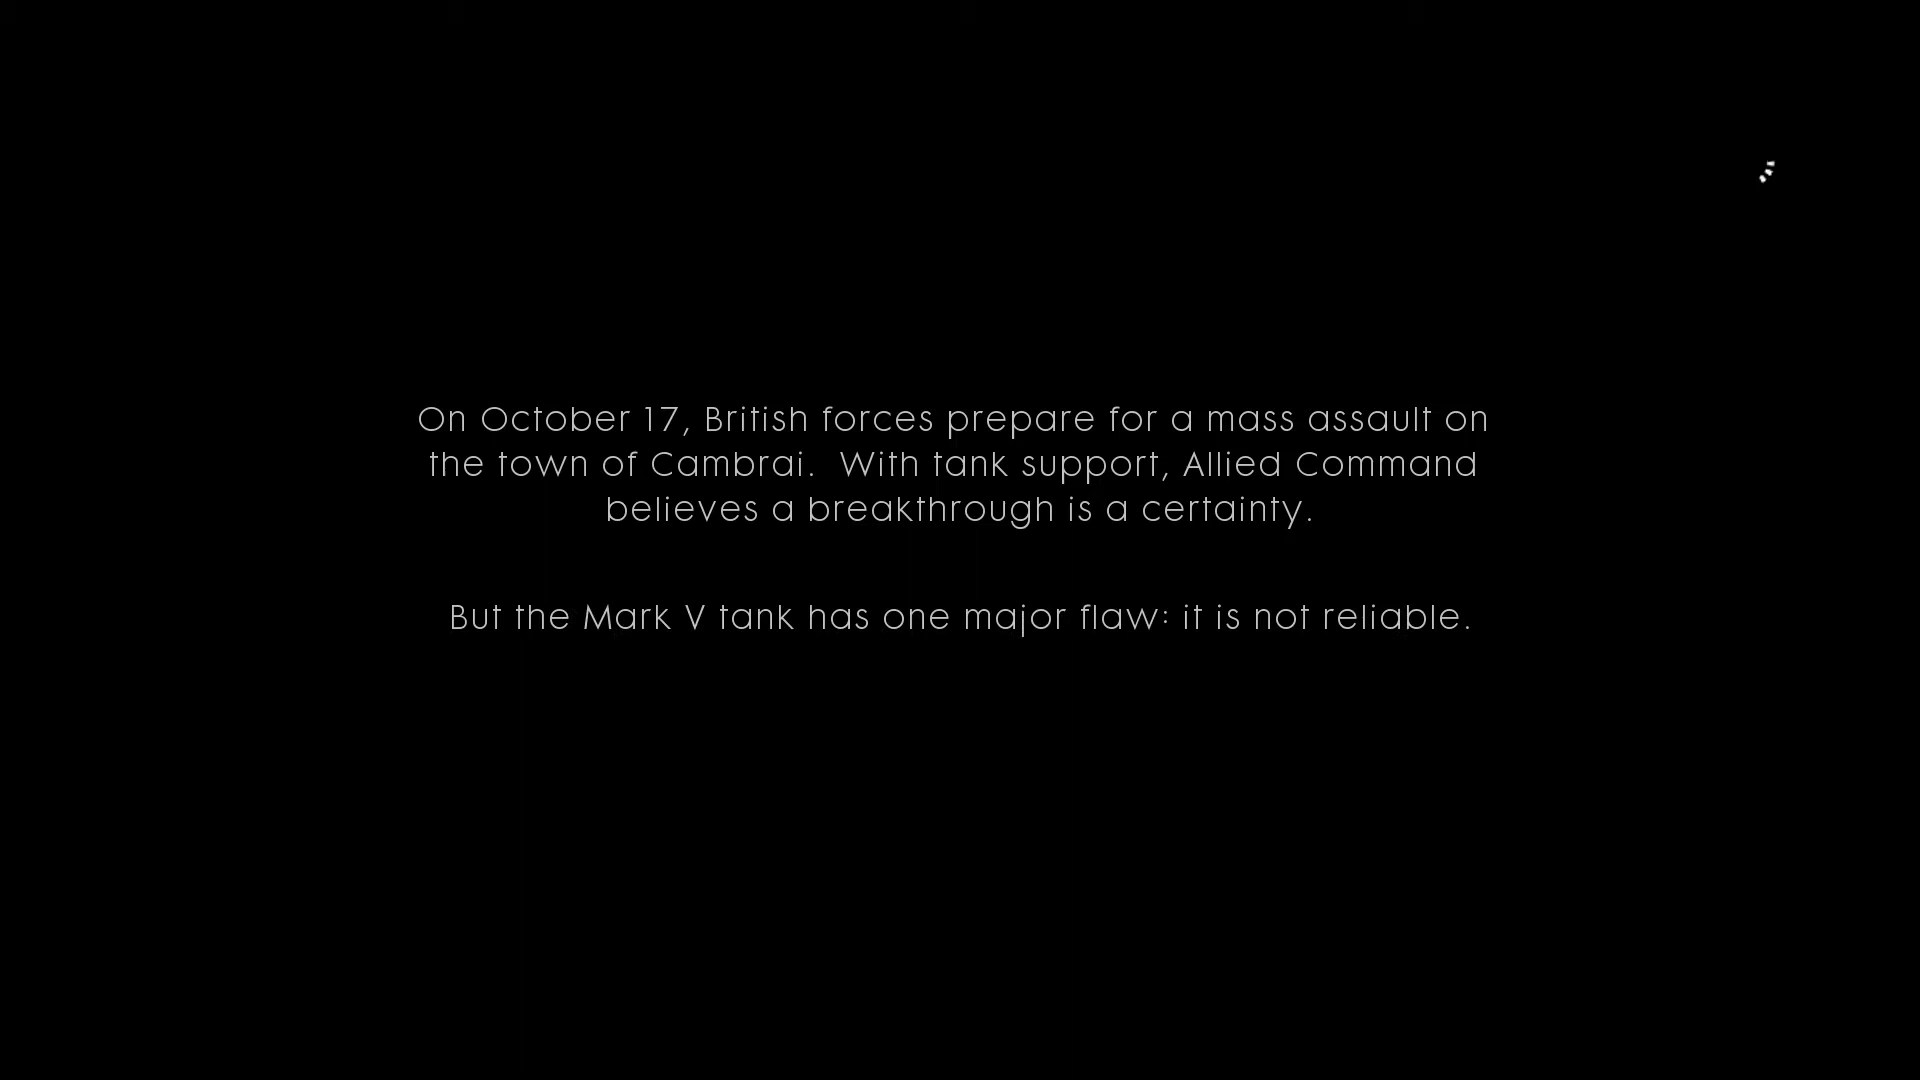 On October 17, British forces prepare for a mass assault on
the town of Cambrai.  With tank support, Allied Command
believes a breakthrough is a certainty.
But the Mark V tank has one major flaw: it is not reliable.